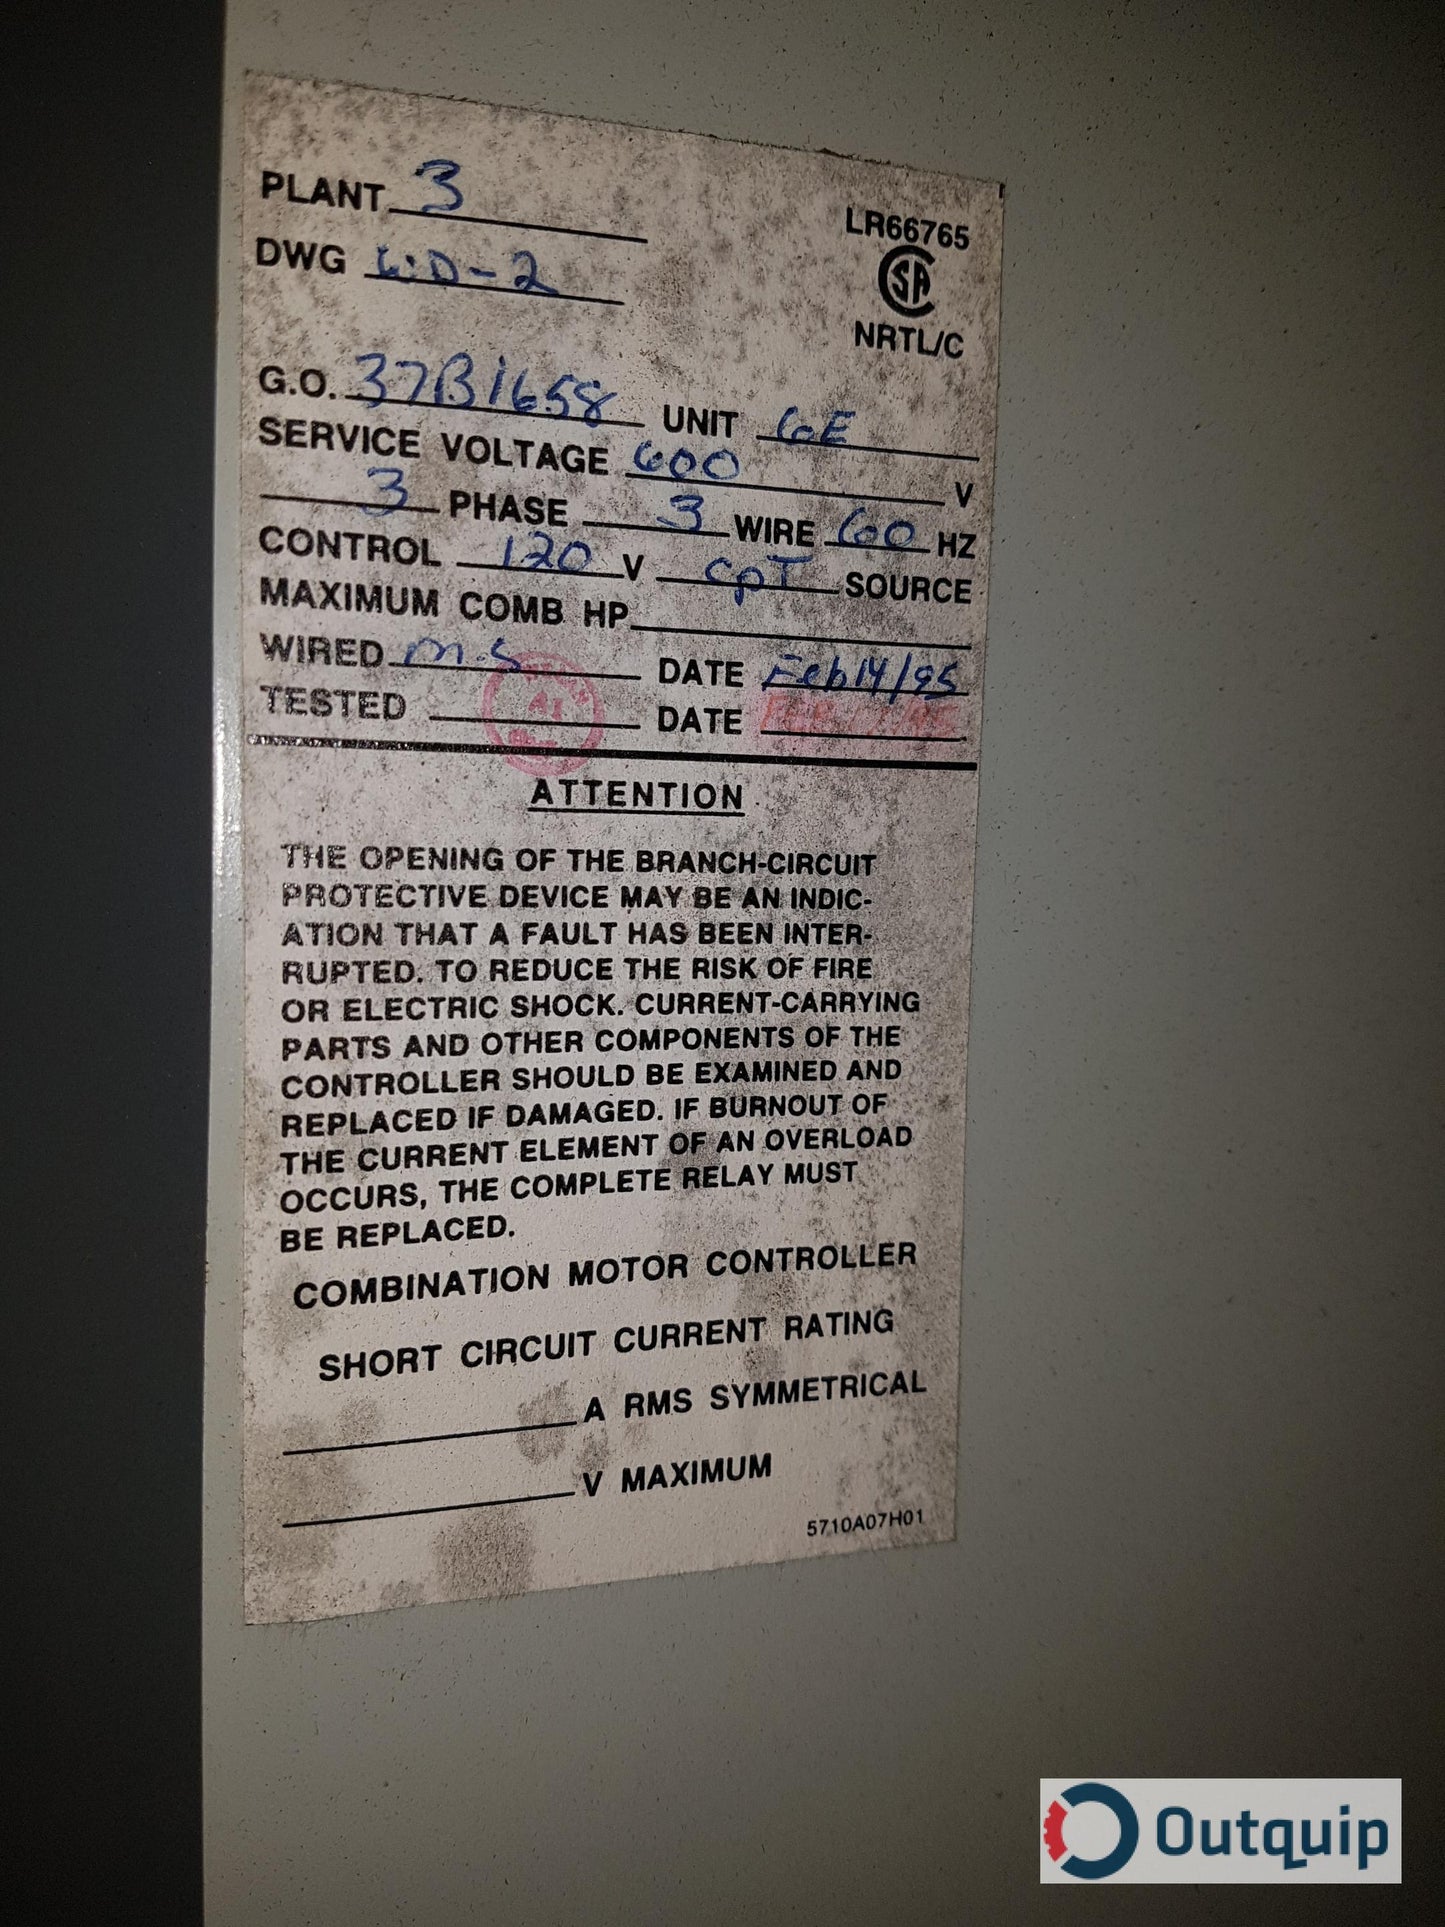 PLANT 3
LR66765
DWG
SA
NRTL/C
G.O. 37B1658 UNIT 6E
SERVICE VOLTAGE 600 V
3 PHASE 3 WIRE 60 HZ
CONTROL 120 V CPT SOURCE
MAXIMUM COMB HP
WIRED M.S DATE Feb 14/95
TESTED DATE
ATTENTION
THE OPENING OF THE BRANCH-CIRCUIT
PROTECTIVE DEVICE MAY BE AN INDIC-
ATION THAT A FAULT HAS BEEN INTER-
RUPTED. TO REDUCE THE RISK OF FIRE
OR ELECTRIC SHOCK. CURRENT-CARRYING
PARTS AND OTHER COMPONENTS OF THE
CONTROLLER SHOULD BE EXAMINED AND
REPLACED IF DAMAGED. IF BURNOUT OF
THE CURRENT ELEMENT OF AN OVERLOAD
OCCURS, THE COMPLETE RELAY MUST
BE REPLACED.
COMBINATION MOTOR CONTROLLER
SHORT CIRCUIT CURRENT RATING
A RMS SYMMETRICAL
V MAXIMUM
5710A07H01
Outquip